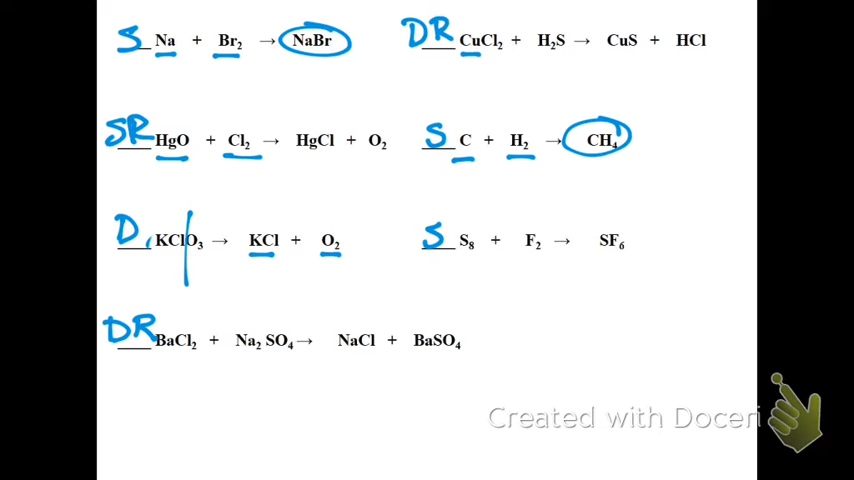 S Na + Br₂ → NaBr
DR CuCl₂ + H₂S → CuS + HCl
SR HgO + Cl₂ → HgCl + O₂
S C + H₂ → CH₄
D KClO₃ → KCl + O₂
S S₈ + F₂ → SF₆
DR BaCl₂ + Na₂ SO₄ → NaCl + BaSO₄
Created with Doceri